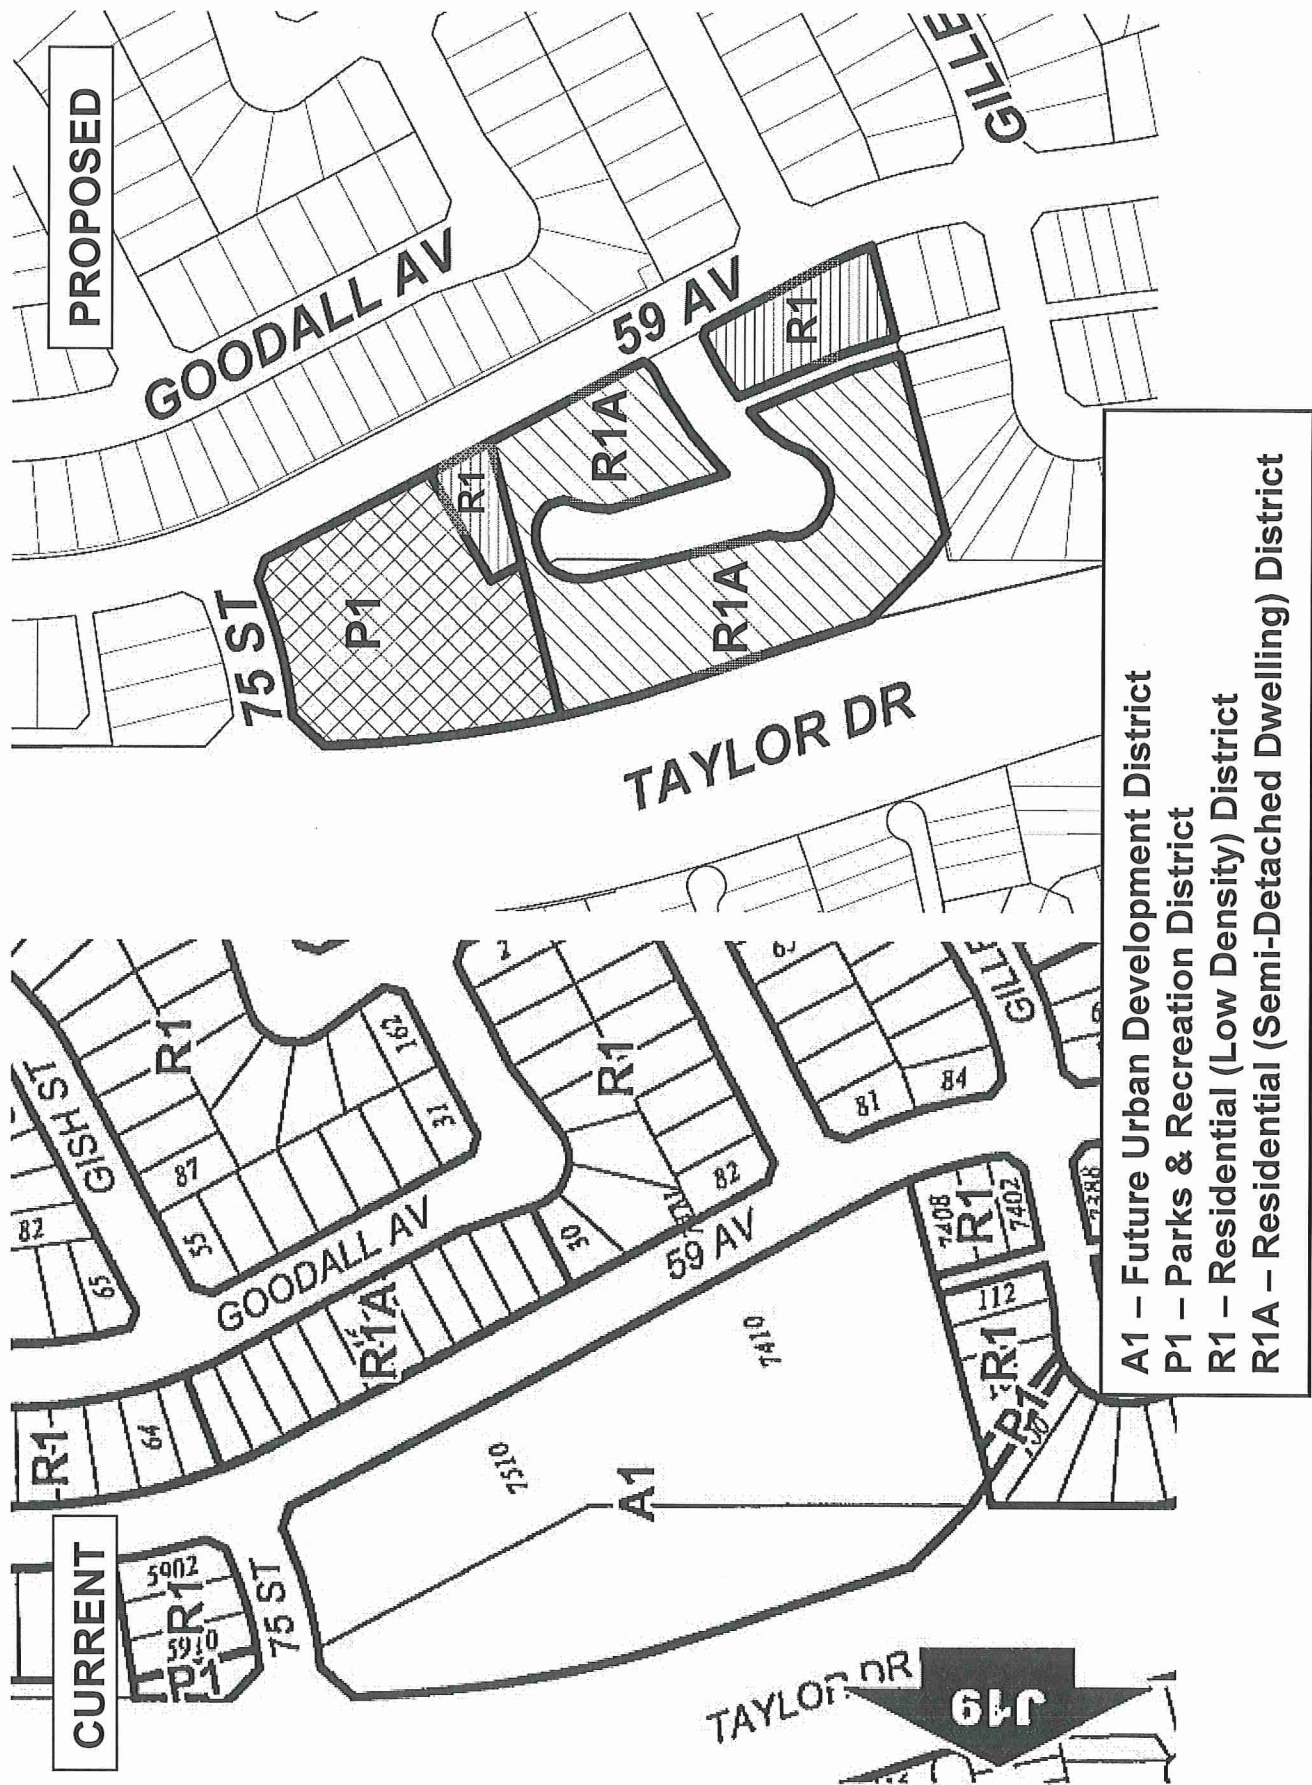 CURRENT
R1
64
R1A
GISH ST
R1
82
65
87
55
162
31
GOODALL AV
30
2
R1
82
59 AV
81
84
GILLE
5902
R1
5910
P1
75 ST
7510
7410
A1
7408
R1
7402
7388
112
R1
P1
TAYLOR DR
J19
PROPOSED
GOODALL AV
59 AV
GILLE
75 ST
P1
R1
R1A
R1A
R1
TAYLOR DR
A1 – Future Urban Development District
P1 – Parks & Recreation District
R1 – Residential (Low Density) District
R1A – Residential (Semi-Detached Dwelling) District